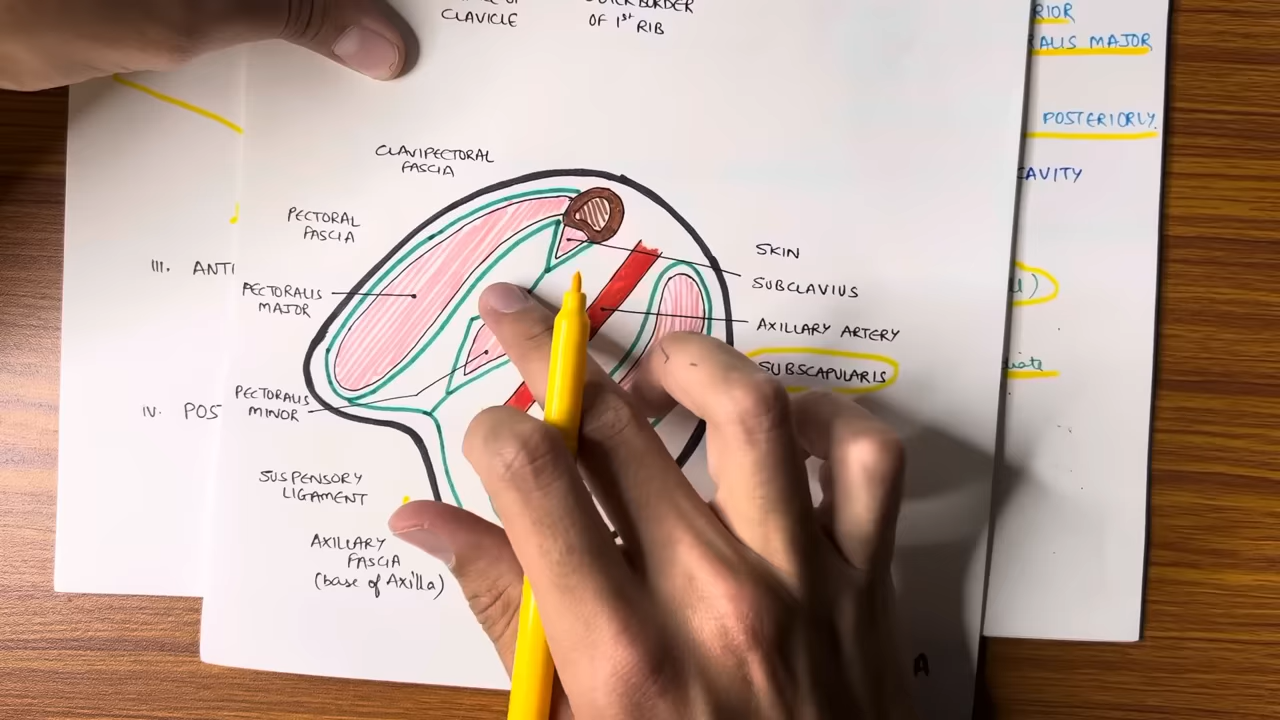 CLAVICLE
OF 1st RIB
RIOR
RALIS MAJOR
POSTERIORLY.
CAVITY
CLAVIPECTORAL
FASCIA
PECTORAL
FASCIA
III. ANTI
PECTORALIS
MAJOR
SKIN
SUBCLAVIUS
AXILLARY ARTERY
SUBSCAPULARIS
PECTORALIS
MINOR
IV. POS
SUSPENSORY
LIGAMENT
AXILLARY
FASCIA
(base of Axilla)
A